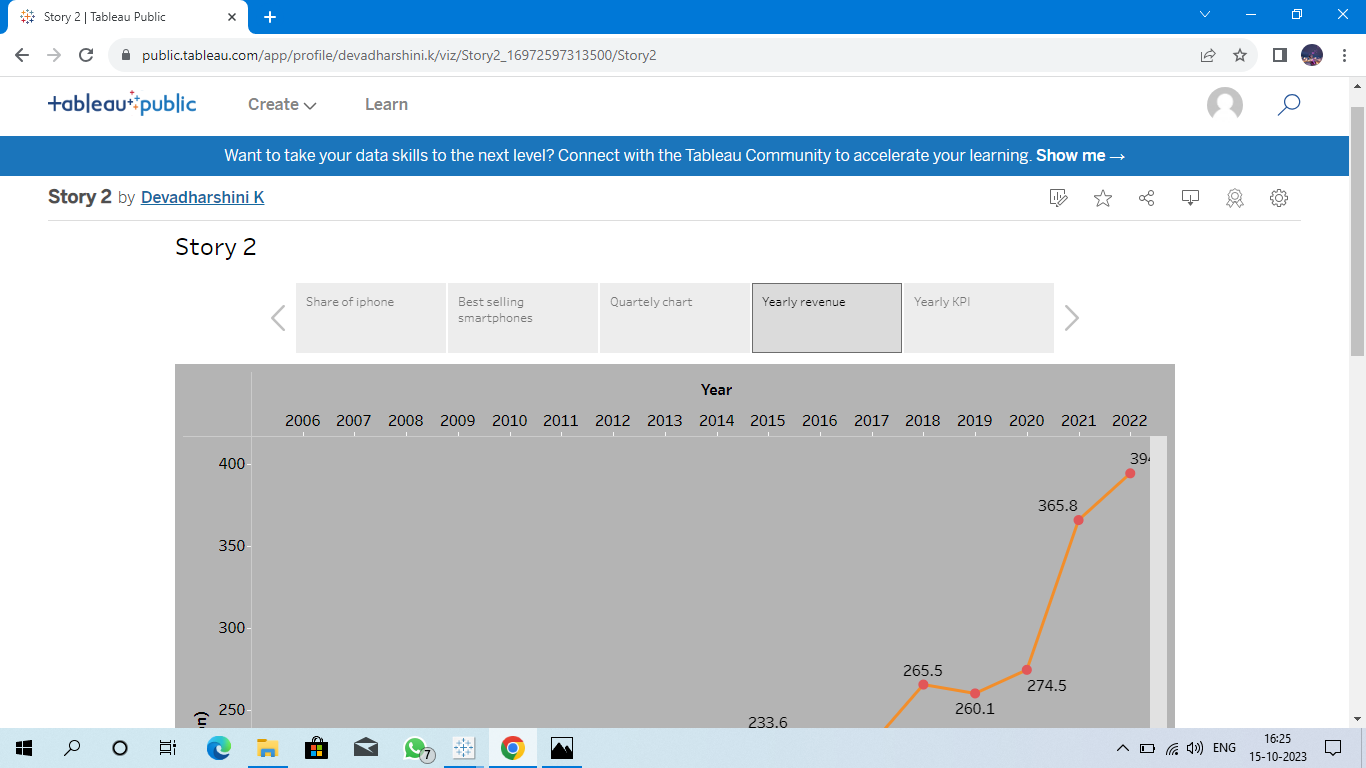 Story 2 | Tableau Public
public.tableau.com/app/profile/devadharshini.k/viz/Story2_16972597313500/Story2
+ableau public
Create
Learn
Want to take your data skills to the next level? Connect with the Tableau Community to accelerate your learning. Show me →
Story 2 by Devadharshini K
Story 2
Share of iphone
Best selling
smartphones
Quartely chart
Yearly revenue
Yearly KPI
Year
2006 2007 2008 2009 2010 2011 2012 2013 2014 2015 2016 2017 2018 2019 2020 2021 2022
400
39
365.8
350
300
265.5
274.5
260.1
250
233.6
7
ENG
16:25
15-10-2023